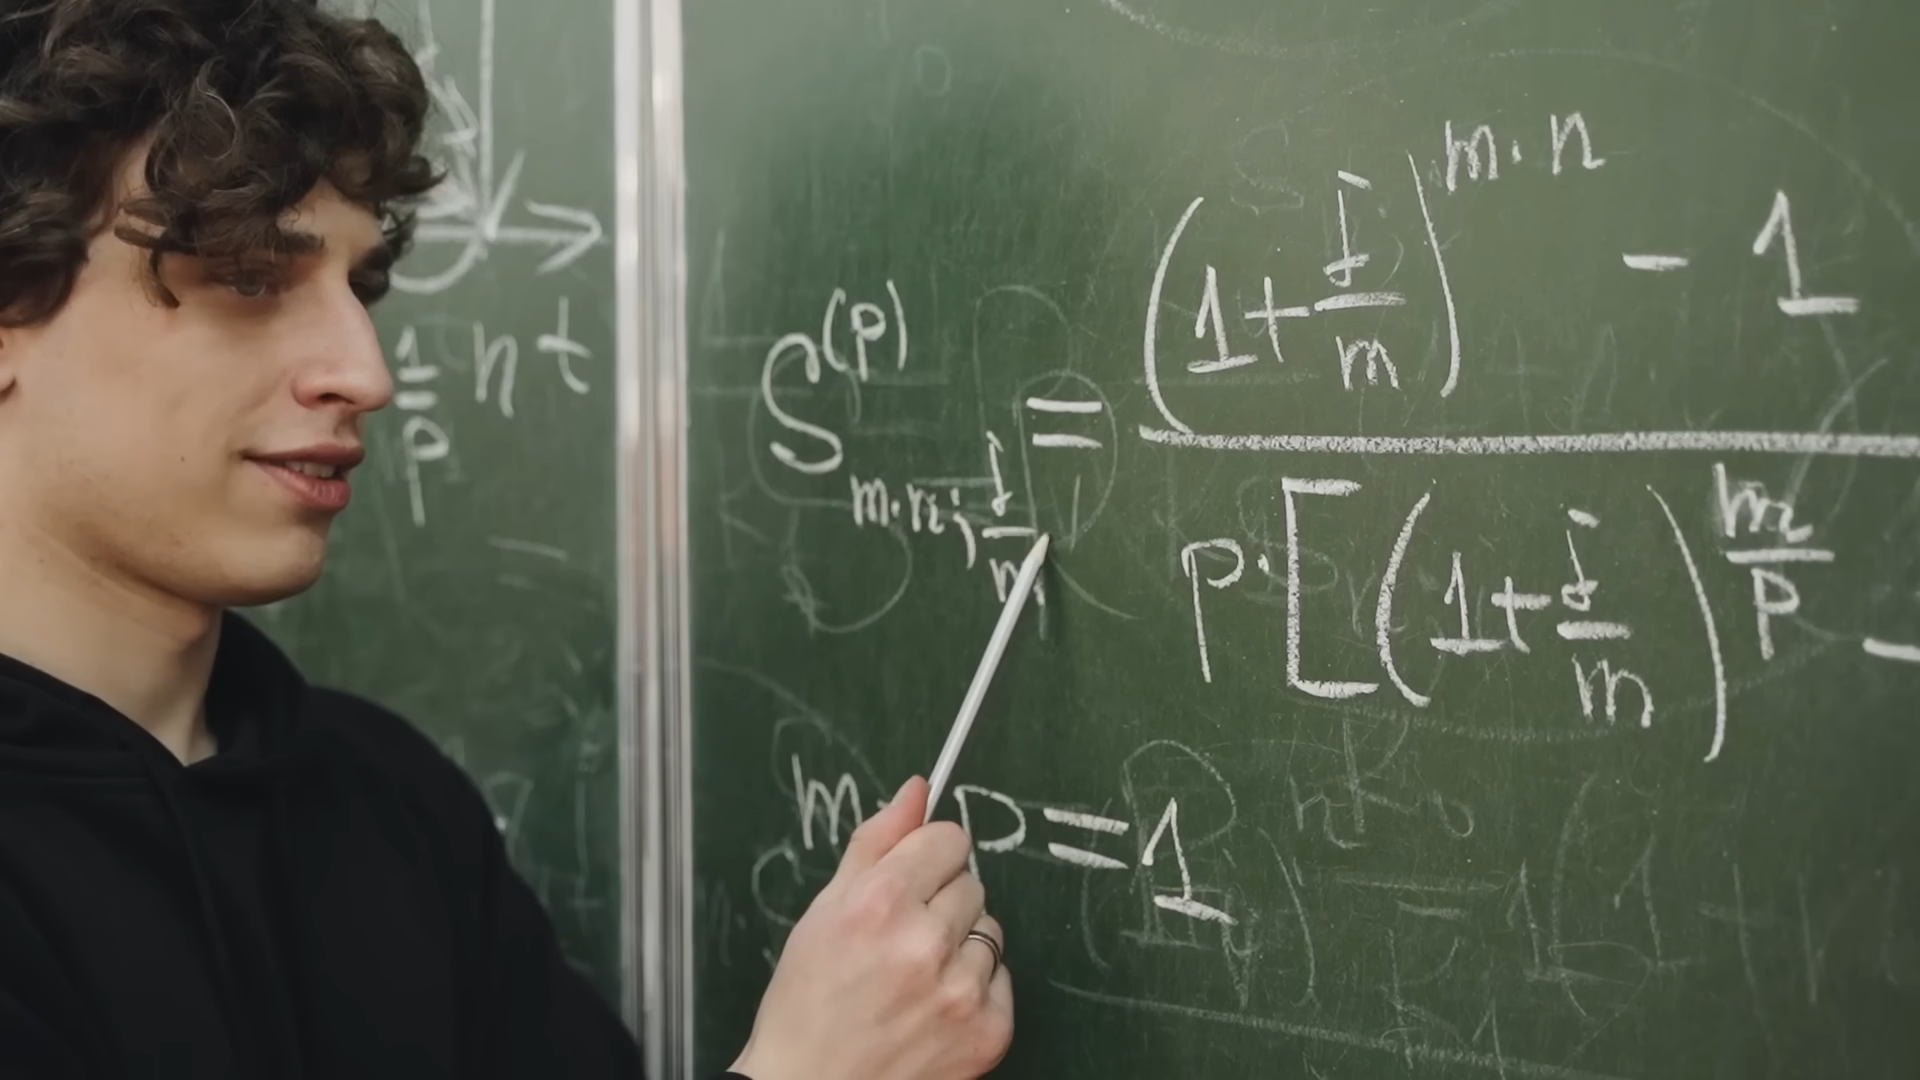 1/p n t
S^(p) m·n; j/m = (1+j/m)^m·n - 1
p·[(1+j/m)^m/p -
m p = 1